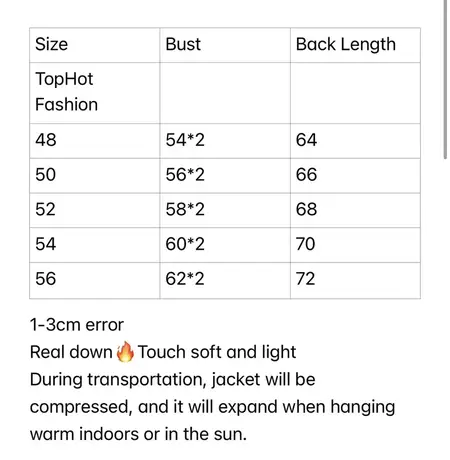 Size Bust Back Length
TopHot
Fashion
48 54*2 64
50 56*2 66
52 58*2 68
54 60*2 70
56 62*2 72
1-3cm error
Real down🔥Touch soft and light
During transportation, jacket will be
compressed, and it will expand when hanging
warm indoors or in the sun.